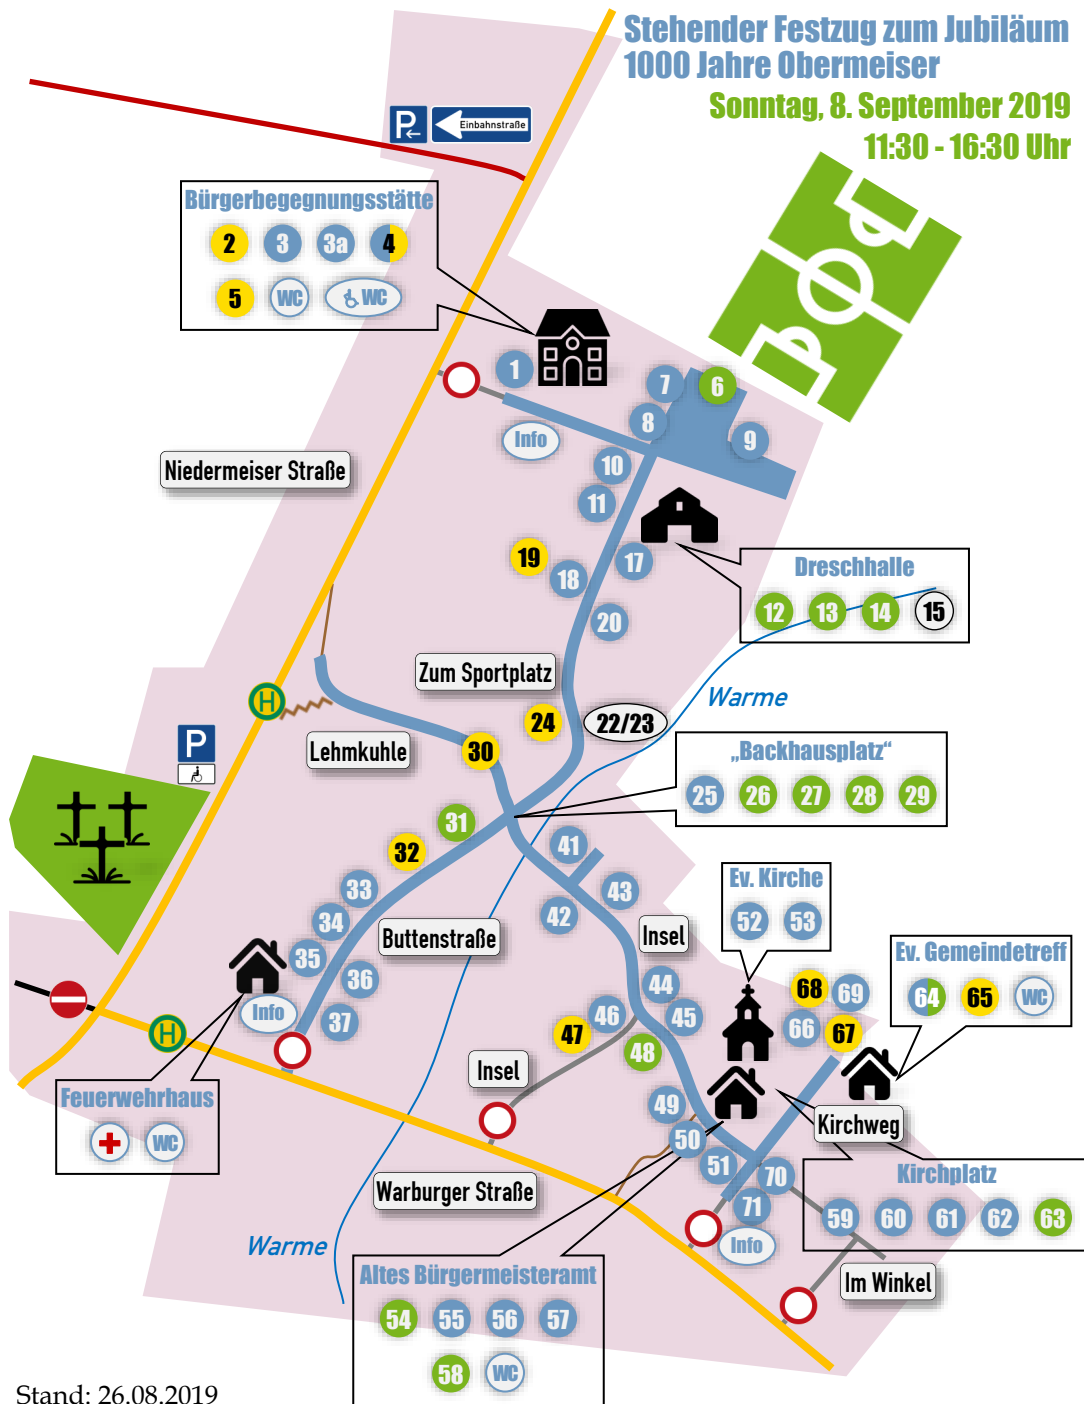 Stehender Festzug zum Jubiläum
1000 Jahre Obermeiser
Sonntag, 8. September 2019
11:30 - 16:30 Uhr
P
Einbahnstraße
Bürgerbegegnungsstätte
2 3 3a 4
5 WC WC
1
7 6
8
Info
9
10
Niedermeiser Straße
11
19
17
18
Dreschhalle
12 13 14 15
20
Zum Sportplatz
Warme
H
24
22/23
P
Lehmkuhle
30
„Backhausplatz“
25 26 27 28 29
31
41
32
Ev. Kirche
52 53
33
43
34
42
Buttenstraße
Insel
35
Ev. Gemeindetreff
64 65 WC
36
44
68 69
Info
37
46
45
66
67
47
H
48
Insel
Feuerwehrhaus
WC
49
Kirchweg
50
51
70
Kirchplatz
59 60 61 62 63
Warburger Straße
71
Info
Warme
Altes Bürgermeisteramt
54 55 56 57
58 WC
Im Winkel
Stand: 26.08.2019